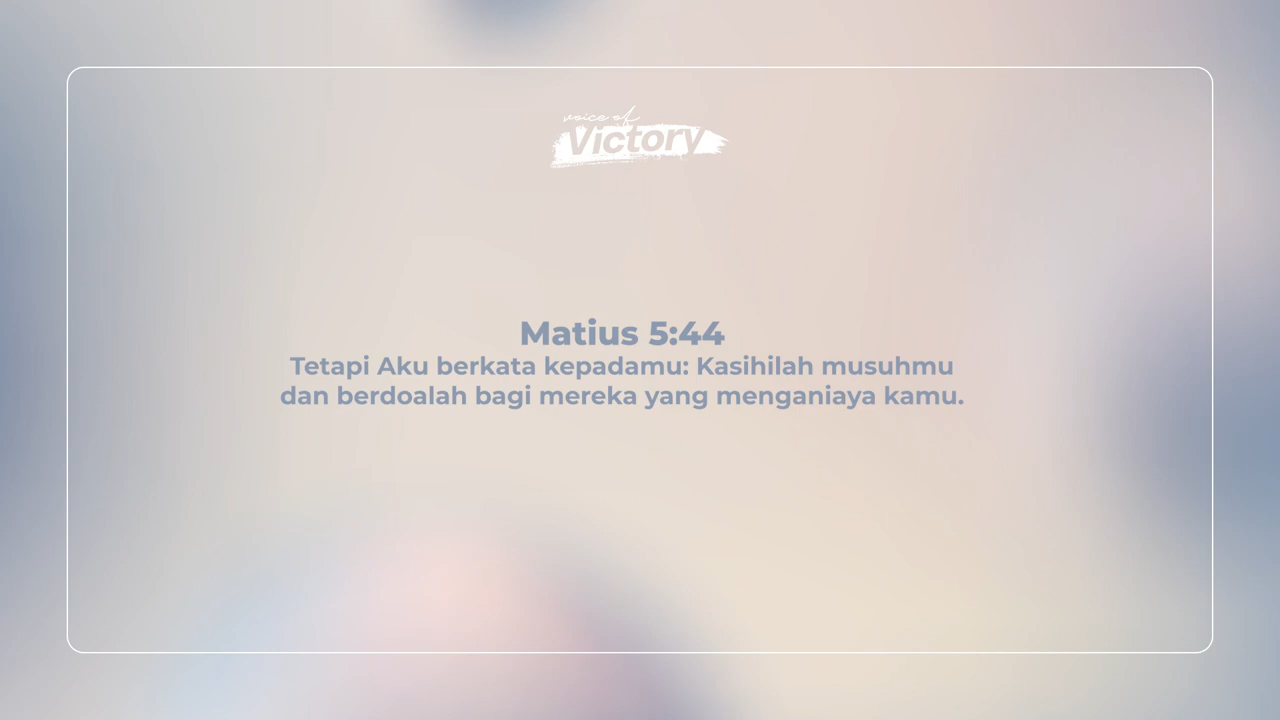 voice of
Victory
Matius 5:44
Tetapi Aku berkata kepadamu: Kasihilah musuhmu
dan berdoalah bagi mereka yang menganiaya kamu.